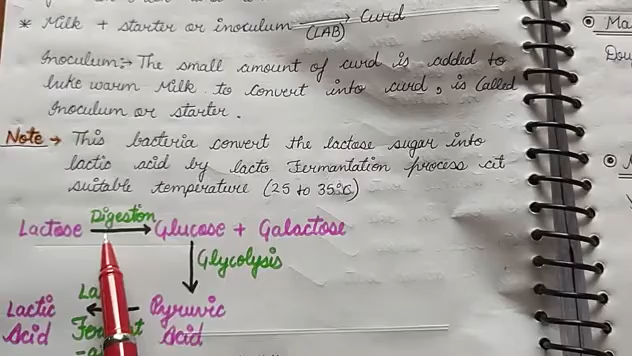 * Milk + starter or inoculum → Curd
(LAB)
Inoculum:- The small amount of curd is added to
luke warm Milk to convert into curd, is Called
Inoculum or starter.
Note → This bacteria convert the lactose sugar into
lactic acid by lacto Fermantation process at
suitable temperature (25 to 35°C)
Digestion
Lactose → Glucose + Galactose
↓ Glycolysis
Lactic ← Pyruvic
Acid Acid